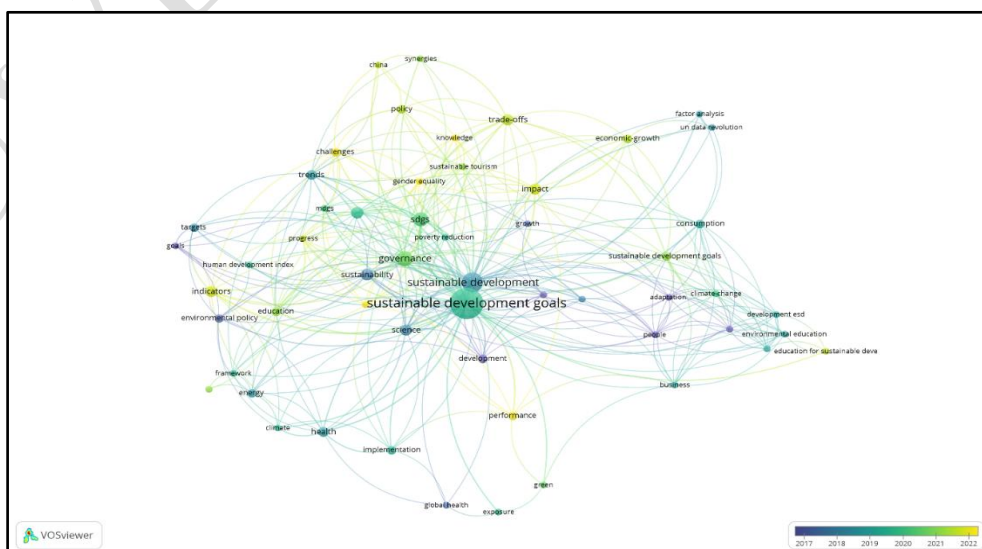 synergies
china
policy
trade-offs
factor analysis
un data revolution
knowledge
economic-growth
challenges
sustainable tourism
trends
gender equality
impact
mdgs
sdgs
growth
consumption
targets
poverty reduction
progress
goals
governance
sustainable development goals
human development index
sustainability
sustainable development
indicators
adaptation
climate change
sustainable development goals
education
environmental policy
development esd
science
people
environmental education
education for sustainable deve
development
framework
business
energy
performance
climate
health
implementation
green
global health
exposure
VOSviewer
2017 2018 2019 2020 2021 2022